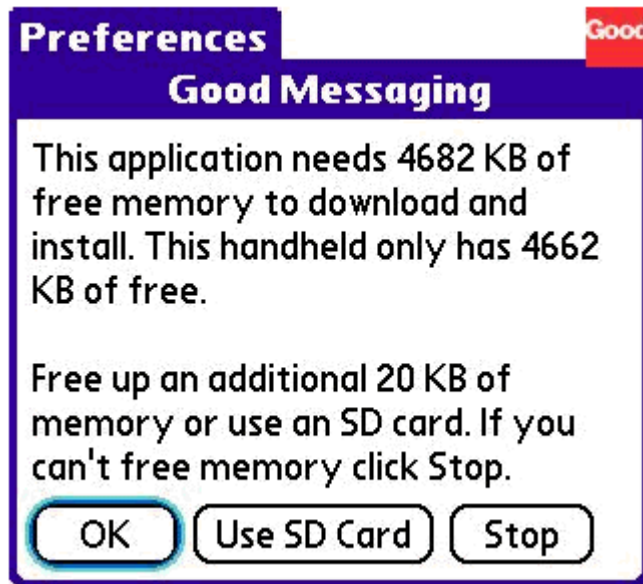 Preferences
Good
Good Messaging
This application needs 4682 KB of
free memory to download and
install. This handheld only has 4662
KB of free.
Free up an additional 20 KB of
memory or use an SD card. If you
can't free memory click Stop.
OK Use SD Card Stop